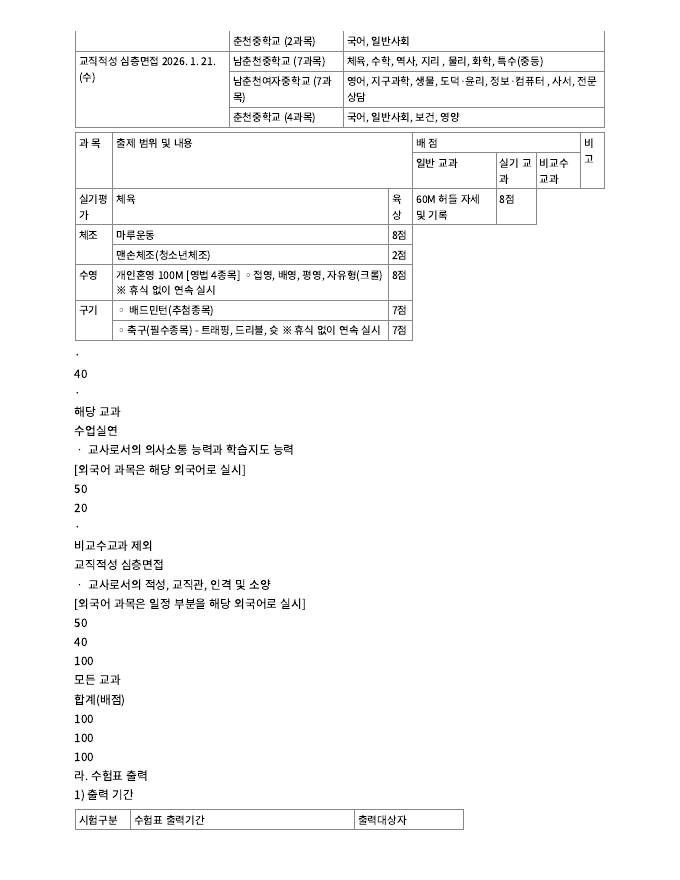 춘천중학교 (2과목) 국어, 일반사회
교직적성 심층면접 2026. 1. 21.
(수)
남춘천중학교 (7과목) 체육, 수학, 역사, 지리 , 물리, 화학, 특수(중등)
남춘천여자중학교 (7과
목)
영어, 지구과학, 생물, 도덕·윤리, 정보·컴퓨터 , 사서, 전문
상담
춘천중학교 (4과목) 국어, 일반사회, 보건, 영양
과 목 출제 범위 및 내용 배 점 비
고
일반 교과 실기 교
과
비교수
교과
실기평
가
체육 육
상
60M 허들 자세
및 기록
8점
체조 마루운동 8점
맨손체조(청소년체조) 2점
수영 개인혼영 100M [영법 4종목] ◦접영, 배영, 평영, 자유형(크롤)
※ 휴식 없이 연속 실시
8점
구기 ◦ 배드민턴(추첨종목) 7점
◦축구(필수종목) - 트래핑, 드리블, 슛 ※ 휴식 없이 연속 실시 7점
·
40
·
해당 교과
수업실연
· 교사로서의 의사소통 능력과 학습지도 능력
[외국어 과목은 해당 외국어로 실시]
50
20
·
비교수교과 제외
교직적성 심층면접
· 교사로서의 적성, 교직관, 인격 및 소양
[외국어 과목은 일정 부분을 해당 외국어로 실시]
50
40
100
모든 교과
합계(배점)
100
100
100
라. 수험표 출력
1) 출력 기간
시험구분 수험표 출력기간 출력대상자